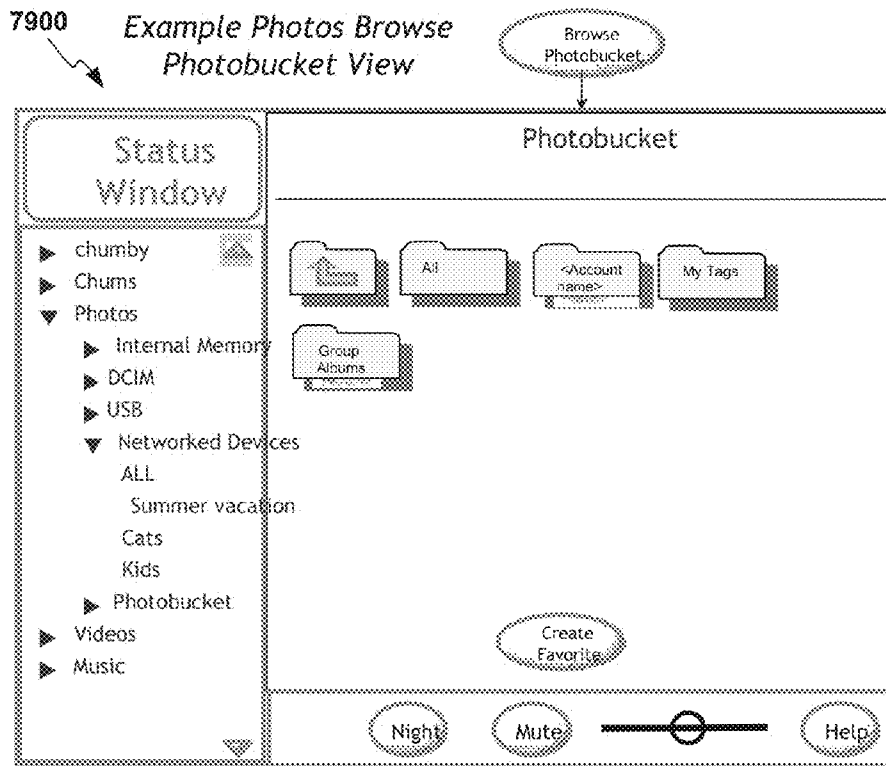 7900
Example Photos Browse
Photobucket View
Browse
Photobucket
Status
Window
Photobucket
chumby
Chums
Photos
Internal Memory
DCIM
USB
Networked Devices
ALL
Summer vacation
Cats
Kids
Photobucket
Videos
Music
All
<Account
name>
My Tags
Group
Albums
Create
Favorite
Night
Mute
Help